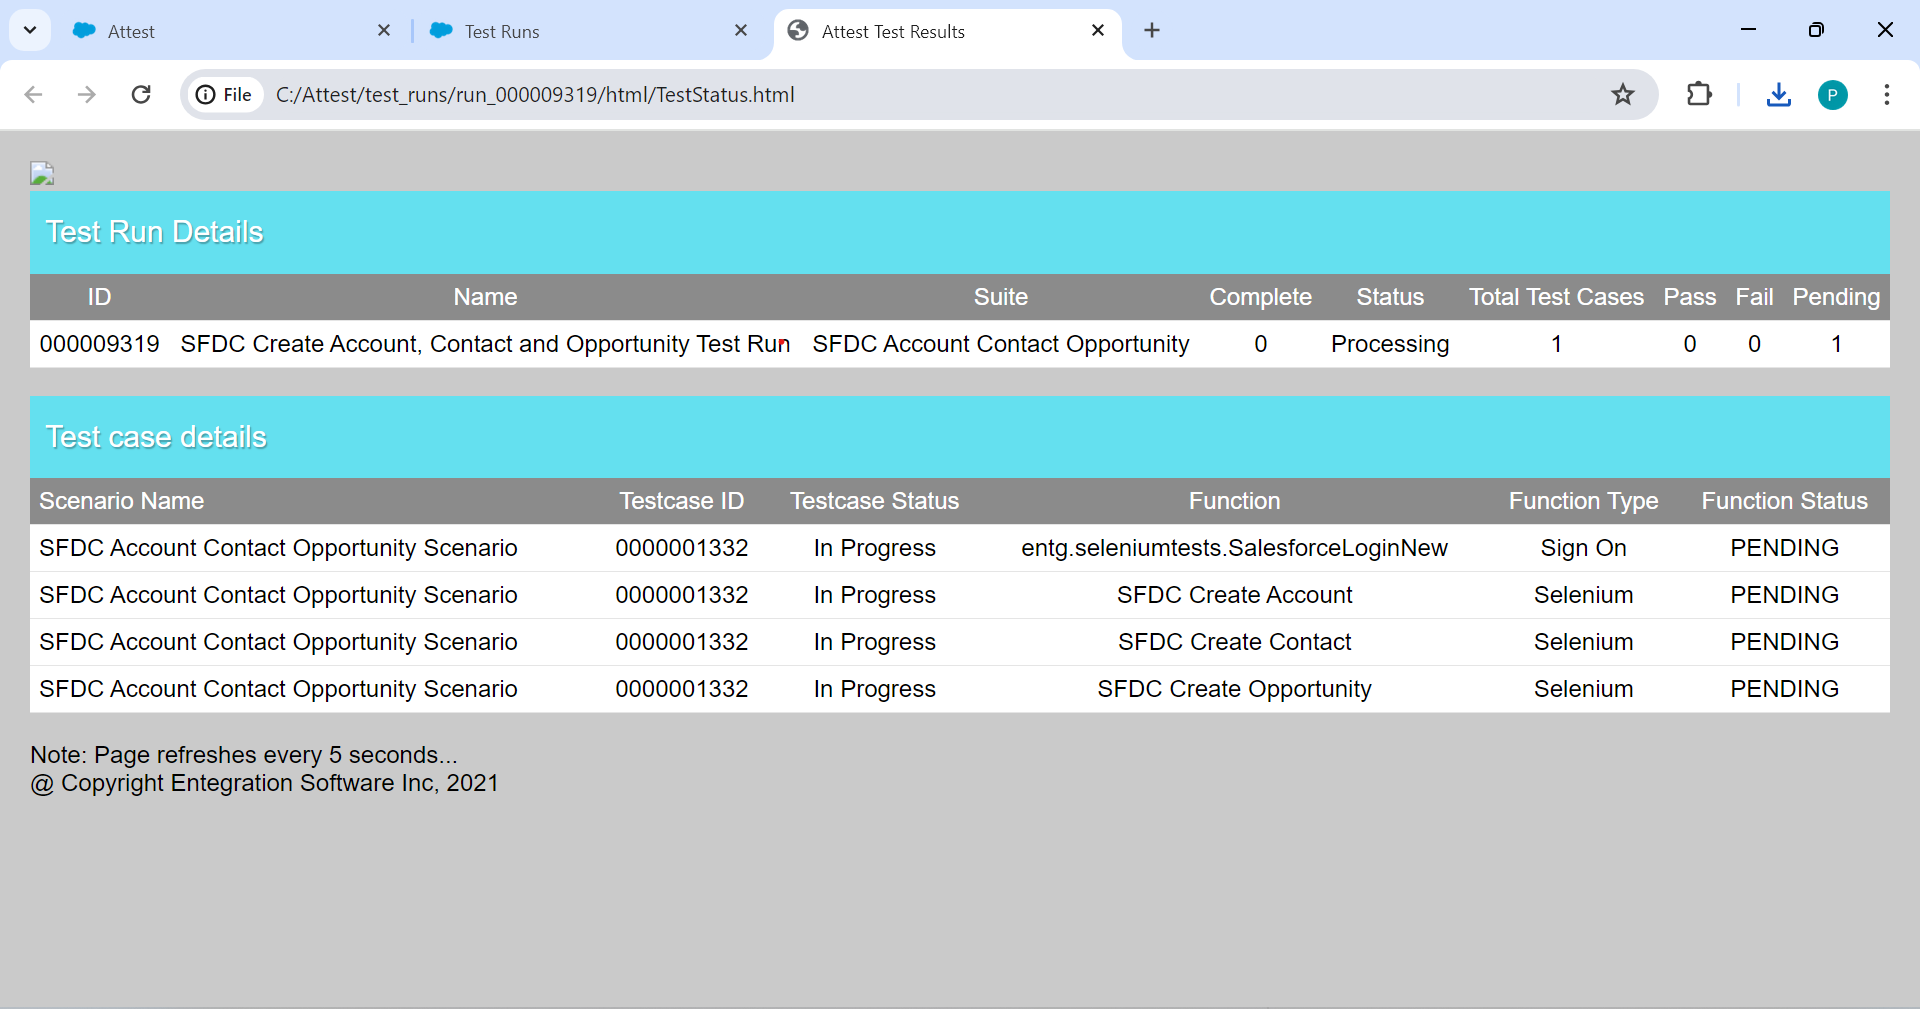 Attest
Test Runs
Attest Test Results
File
C:/Attest/test_runs/run_000009319/html/TestStatus.html
P
Test Run Details
ID Name Suite Complete Status Total Test Cases Pass Fail Pending
000009319 SFDC Create Account, Contact and Opportunity Test Run SFDC Account Contact Opportunity 0 Processing 1 0 0 1
Test case details
Scenario Name Testcase ID Testcase Status Function Function Type Function Status
SFDC Account Contact Opportunity Scenario 0000001332 In Progress entg.seleniumtests.SalesforceLoginNew Sign On PENDING
SFDC Account Contact Opportunity Scenario 0000001332 In Progress SFDC Create Account Selenium PENDING
SFDC Account Contact Opportunity Scenario 0000001332 In Progress SFDC Create Contact Selenium PENDING
SFDC Account Contact Opportunity Scenario 0000001332 In Progress SFDC Create Opportunity Selenium PENDING
Note: Page refreshes every 5 seconds...
@ Copyright Entegration Software Inc, 2021